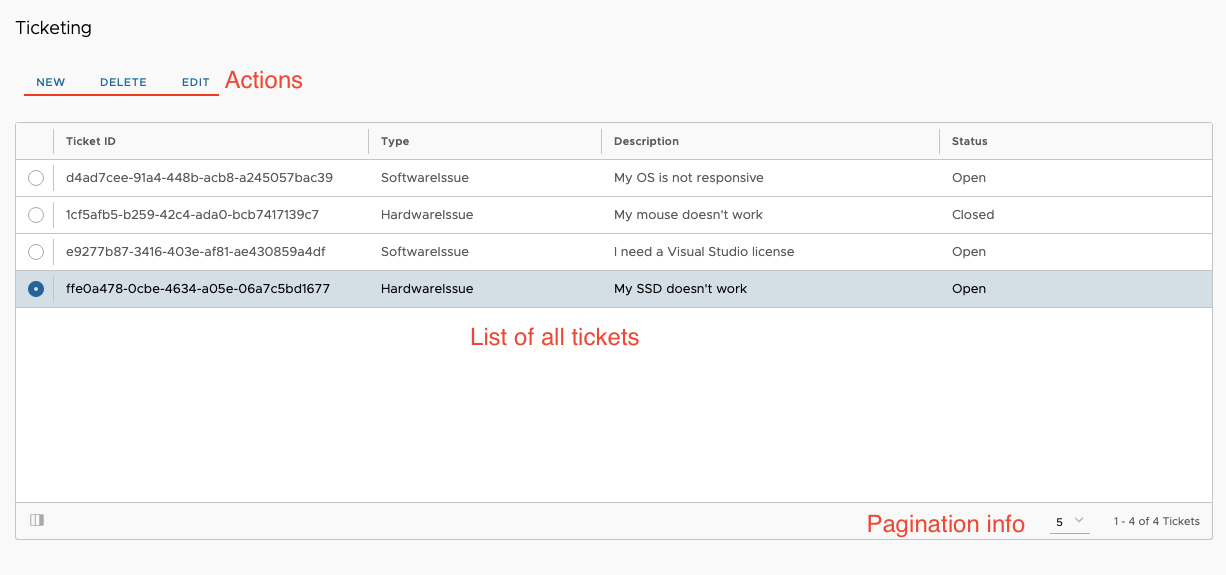 Ticketing
NEW DELETE EDIT Actions
Ticket ID Type Description Status
d4ad7cee-91a4-448b-acb8-a245057bac39 SoftwareIssue My OS is not responsive Open
1cf5afb5-b259-42c4-ada0-bcb7417139c7 HardwareIssue My mouse doesn't work Closed
e9277b87-3416-403e-af81-ae430859a4df SoftwareIssue I need a Visual Studio license Open
ffe0a478-0cbe-4634-a05e-06a7c5bd1677 HardwareIssue My SSD doesn't work Open
List of all tickets
Pagination info 5 1 - 4 of 4 Tickets